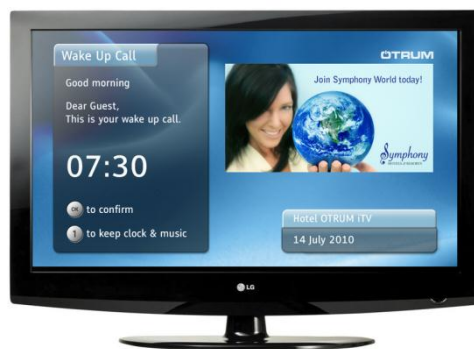 Wake Up Call
OTRUM
Good morning
Dear Guest,
This is your wake up call.
07:30
OK to confirm
1 to keep clock & music
Join Symphony World today!
Symphony
Hotel OTRUM iTV
14 July 2010
LG